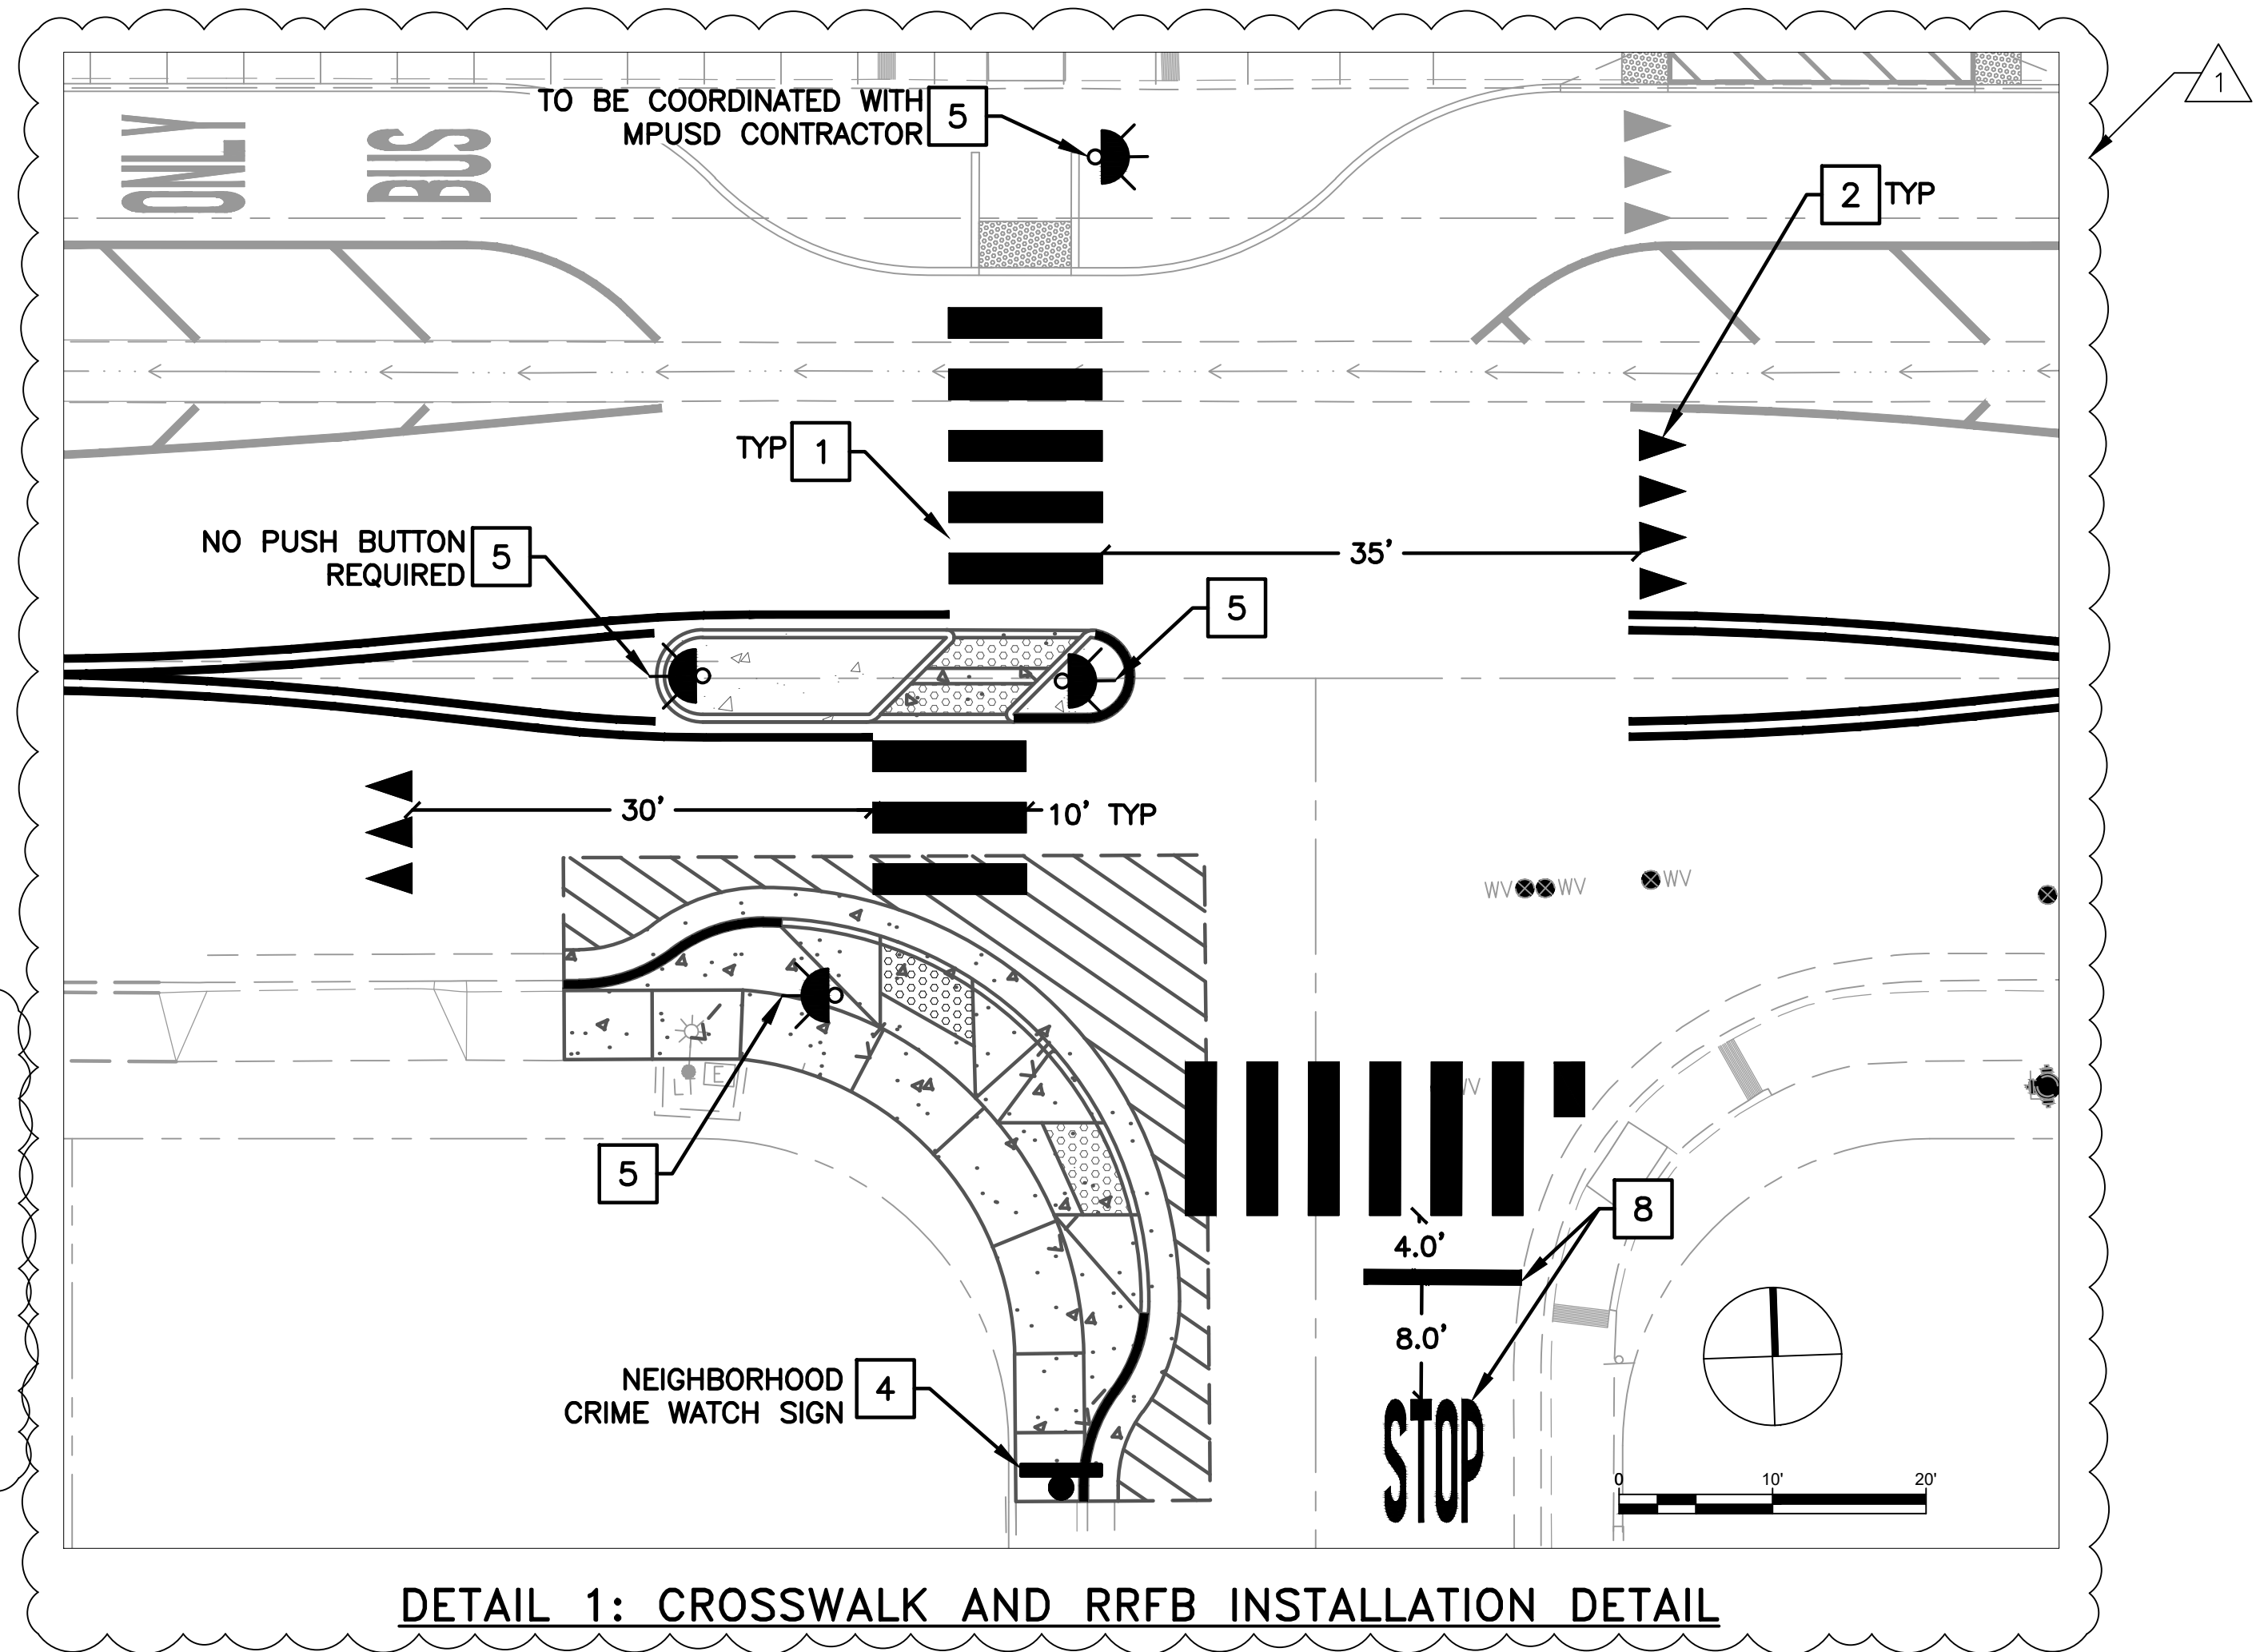 1
TO BE COORDINATED WITH
MPUSD CONTRACTOR
5
ONLY
BUS
2 TYP
TYP 1
NO PUSH BUTTON
REQUIRED
5
35'
5
30'
10' TYP
WV
WV
WV
WV
L
E
5
8
4.0'
8.0'
NEIGHBORHOOD
CRIME WATCH SIGN
4
STOP
0 10' 20'
DETAIL 1: CROSSWALK AND RRFB INSTALLATION DETAIL